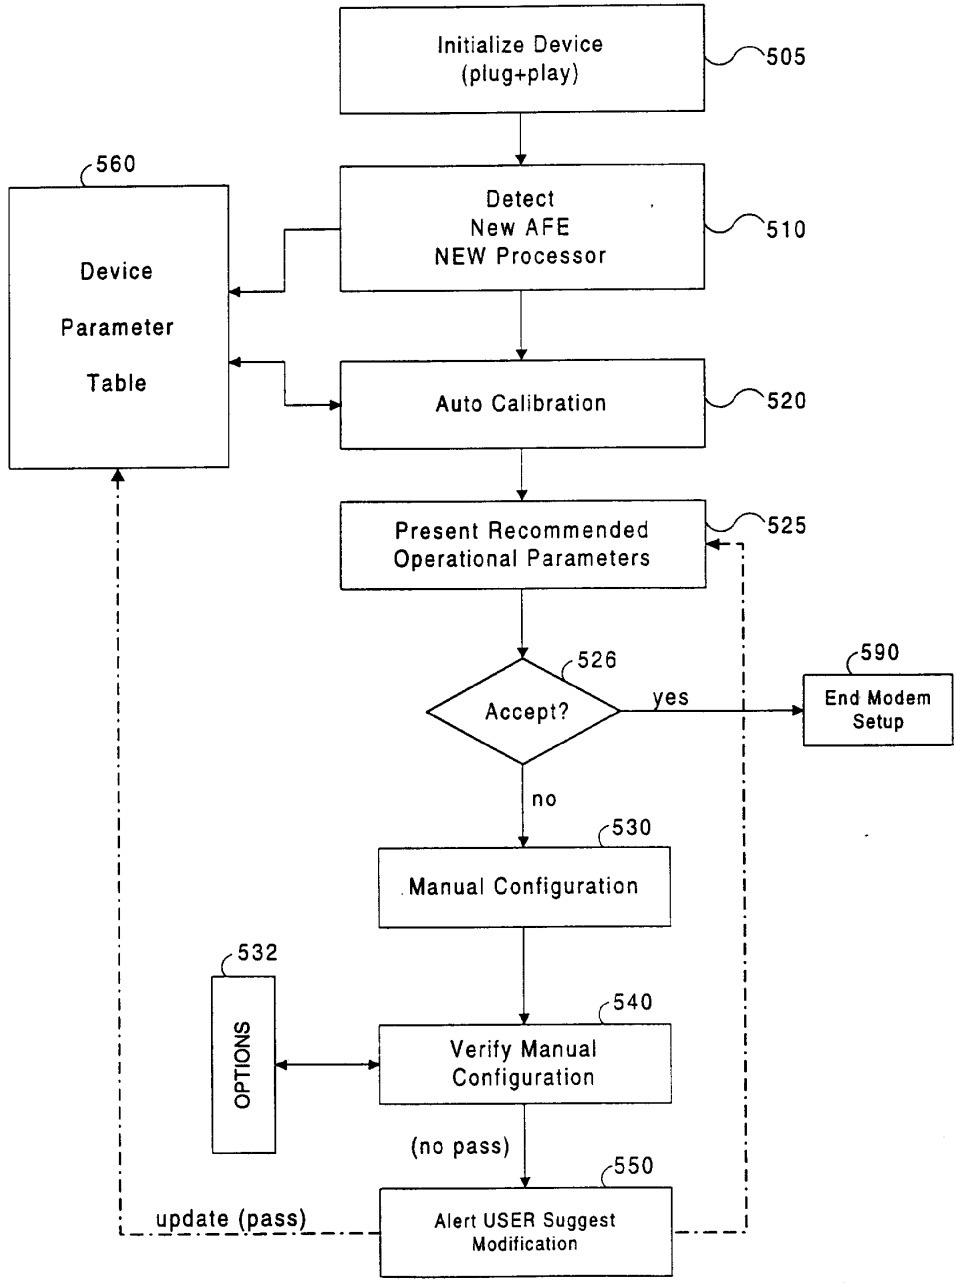 Initialize Device
(plug+play)
505
560
Detect
New AFE
NEW Processor
510
Device
Parameter
Table
Auto Calibration
520
Present Recommended
Operational Parameters
525
526
Accept?
yes
590
End Modem
Setup
no
530
Manual Configuration
532
OPTIONS
540
Verify Manual
Configuration
(no pass)
550
update (pass)
Alert USER Suggest
Modification